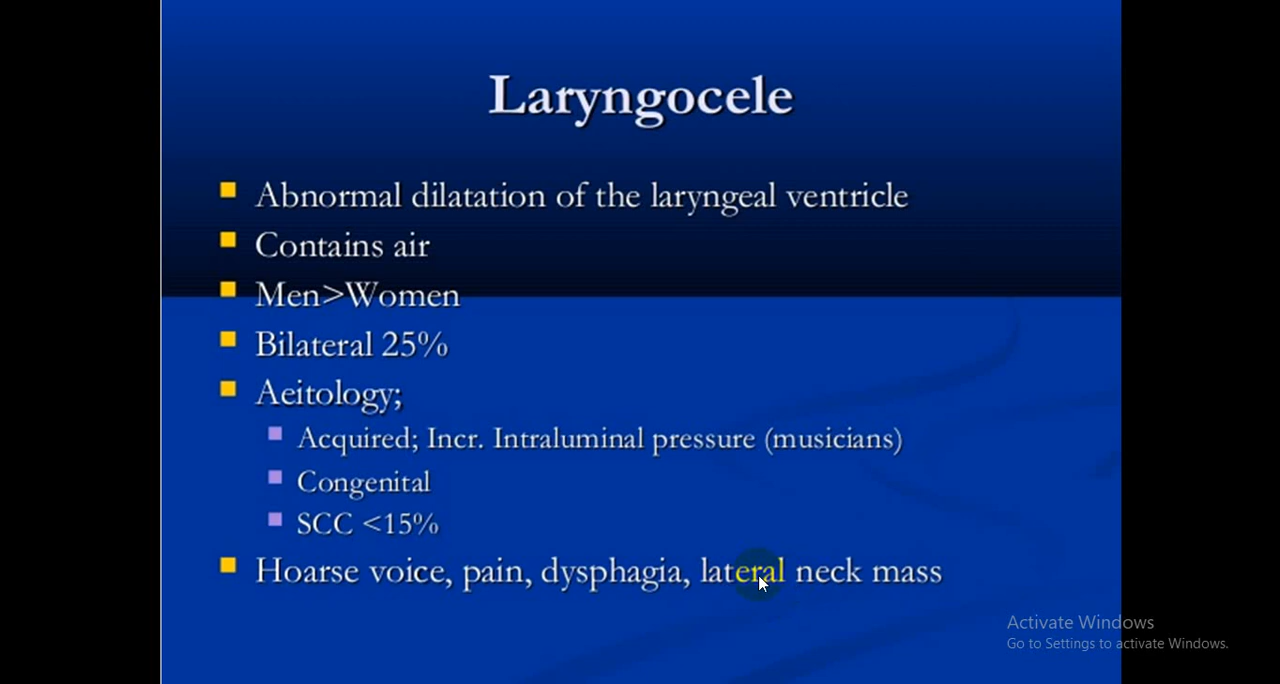 Laryngocele
Abnormal dilatation of the laryngeal ventricle
Contains air
Men>Women
Bilateral 25%
Aeitology;
Acquired; Incr. Intraluminal pressure (musicians)
Congenital
SCC <15%
Hoarse voice, pain, dysphagia, lateral neck mass
Activate Windows
Go to Settings to activate Windows.